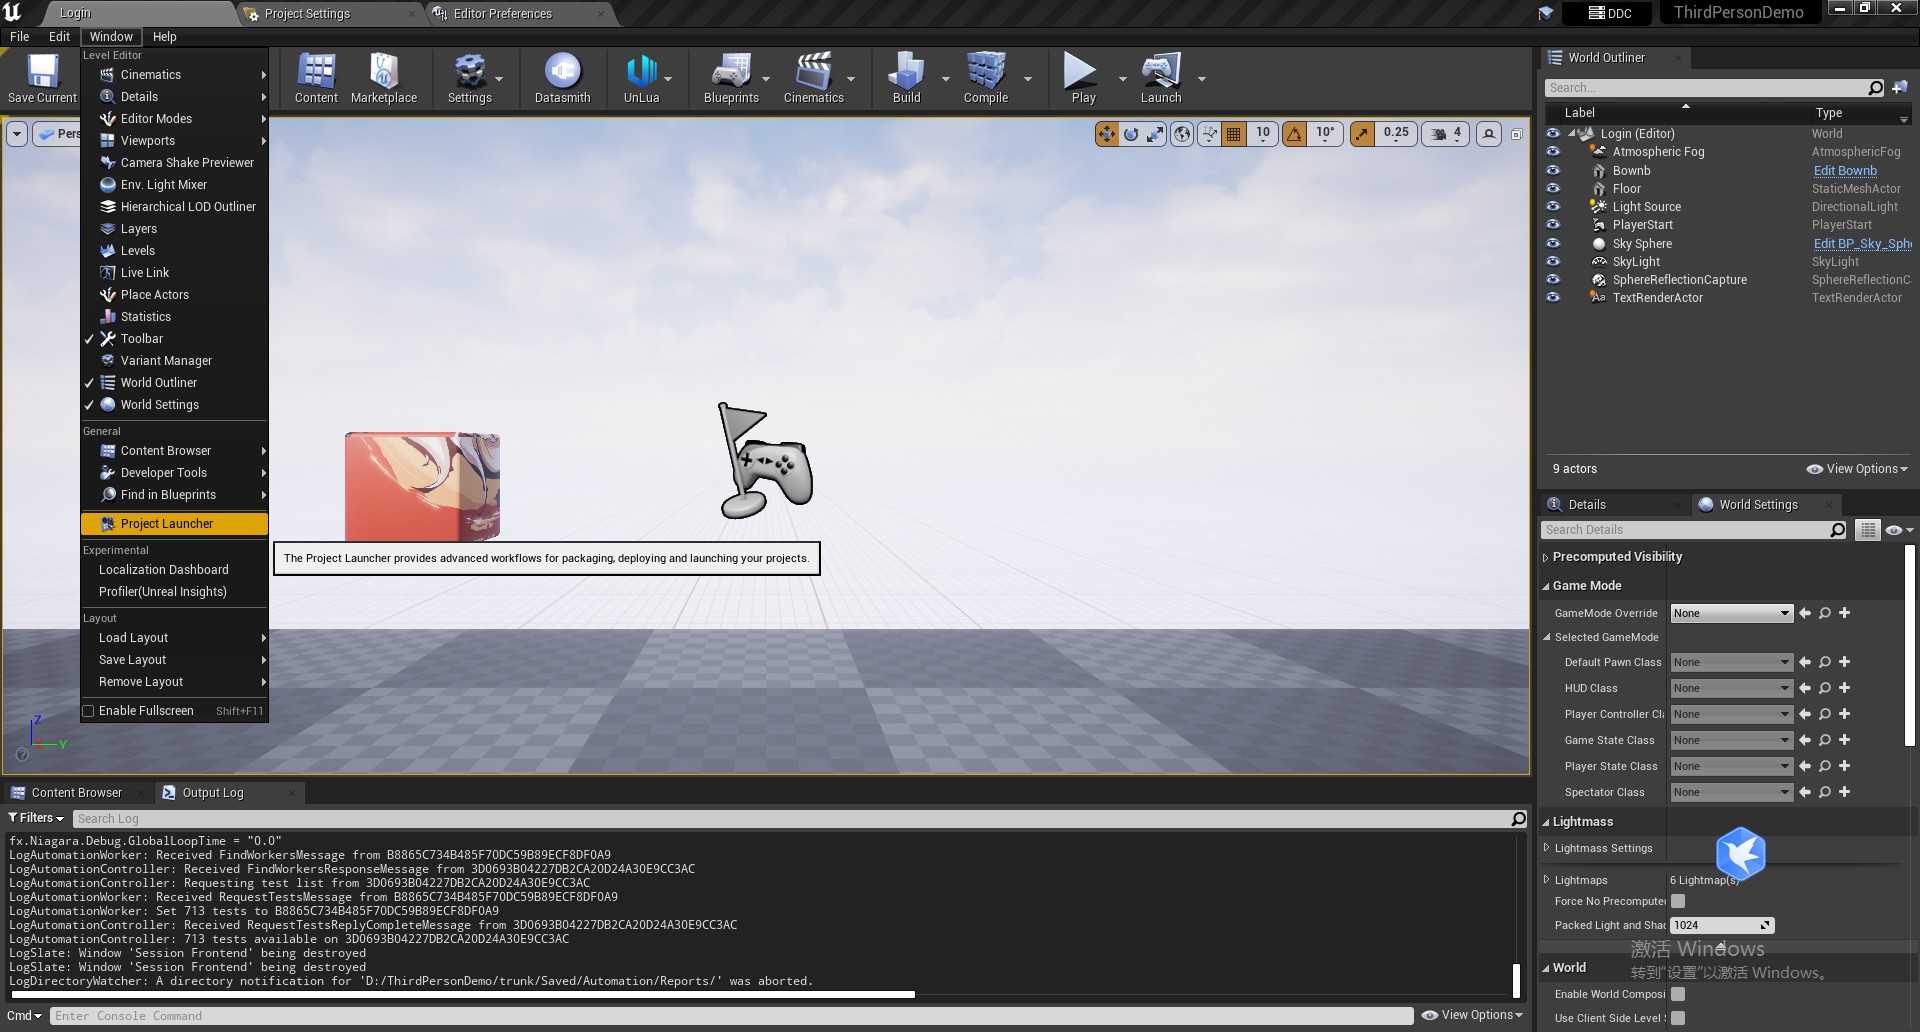 Login
Project Settings
Editor Preferences
DDC
ThirdPersonDemo
File Edit Window Help
Save Current
Content
Marketplace
Settings
Datasmith
UnLua
Blueprints
Cinematics
Build
Compile
Play
Launch
Level Editor
Cinematics
Details
Editor Modes
Viewports
Camera Shake Previewer
Env. Light Mixer
Hierarchical LOD Outliner
Layers
Levels
Live Link
Place Actors
Statistics
Toolbar
Variant Manager
World Outliner
World Settings
General
Content Browser
Developer Tools
Find in Blueprints
Project Launcher
Experimental
Localization Dashboard
Profiler(Unreal Insights)
Layout
Load Layout
Save Layout
Remove Layout
Enable Fullscreen Shift+F11
The Project Launcher provides advanced workflows for packaging, deploying and launching your projects.
Pers
10
10°
0.25
4
Z
X
Y
World Outliner
Search...
Label Type
Login (Editor) World
Atmospheric Fog AtmosphericFog
Bownb Edit Bownb
Floor StaticMeshActor
Light Source DirectionalLight
PlayerStart PlayerStart
Sky Sphere Edit BP_Sky_Sphe
SkyLight SkyLight
SphereReflectionCapture SphereReflectionC
TextRenderActor TextRenderActor
9 actors
View Options
Details
World Settings
Search Details
Precomputed Visibility
Game Mode
GameMode Override None
Selected GameMode
Default Pawn Class None
HUD Class None
Player Controller Cl None
Game State Class None
Player State Class None
Spectator Class None
Lightmass
Lightmass Settings
Lightmaps 6 Lightmap(s)
Force No Precompute
Packed Light and Shac 1024
World
Enable World Composi
Use Client Side Level S
激活 Windows
转到“设置”以激活 Windows。
Content Browser
Output Log
Filters
Search Log
fx.Niagara.Debug.GlobalLoopTime = "0.0"
LogAutomationWorker: Received FindWorkersMessage from B8865C734B485F70DC59B89ECF8DF0A9
LogAutomationController: Received FindWorkersResponseMessage from 3D0693B04227DB2CA20D24A30E9CC3AC
LogAutomationController: Requesting test list from 3D0693B04227DB2CA20D24A30E9CC3AC
LogAutomationWorker: Received RequestTestsMessage from B8865C734B485F70DC59B89ECF8DF0A9
LogAutomationWorker: Set 713 tests to B8865C734B485F70DC59B89ECF8DF0A9
LogAutomationController: Received RequestTestsReplyCompleteMessage from 3D0693B04227DB2CA20D24A30E9CC3AC
LogAutomationController: 713 tests available on 3D0693B04227DB2CA20D24A30E9CC3AC
LogSlate: Window 'Session Frontend' being destroyed
LogSlate: Window 'Session Frontend' being destroyed
LogDirectoryWatcher: A directory notification for 'D:/ThirdPersonDemo/trunk/Saved/Automation/Reports/' was aborted.
Cmd
Enter Console Command
View Options